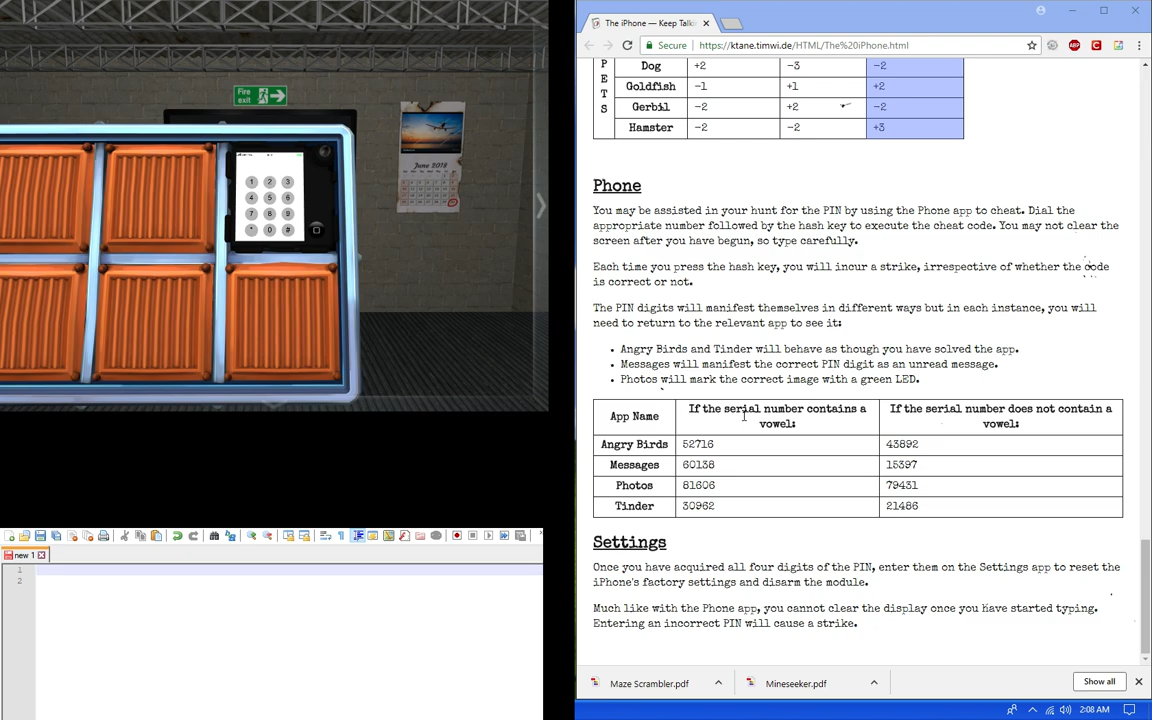 Fire
exit
June 2018
1 2 3
4 5 6
7 8 9
* 0 #
new 1
1
2
The iPhone — Keep Talki
Secure
https://ktane.timwi.de/HTML/The%20iPhone.html
P
E
T
S
Dog +2 −3 −2
Goldfish −1 +1 +2
Gerbil −2 +2 −2
Hamster −2 −2 +3
Phone
You may be assisted in your hunt for the PIN by using the Phone app to cheat. Dial the
appropriate number followed by the hash key to execute the cheat code. You may not clear the
screen after you have begun, so type carefully.
Each time you press the hash key, you will incur a strike, irrespective of whether the code
is correct or not.
The PIN digits will manifest themselves in different ways but in each instance, you will
need to return to the relevant app to see it:
• Angry Birds and Tinder will behave as though you have solved the app.
• Messages will manifest the correct PIN digit as an unread message.
• Photos will mark the correct image with a green LED.
App Name If the serial number contains a vowel: If the serial number does not contain a vowel:
Angry Birds 52716 43892
Messages 60138 15397
Photos 81606 79431
Tinder 30962 21486
Settings
Once you have acquired all four digits of the PIN, enter them on the Settings app to reset the
iPhone's factory settings and disarm the module.
Much like with the Phone app, you cannot clear the display once you have started typing.
Entering an incorrect PIN will cause a strike.
Maze Scrambler.pdf
Mineseeker.pdf
Show all
2:08 AM